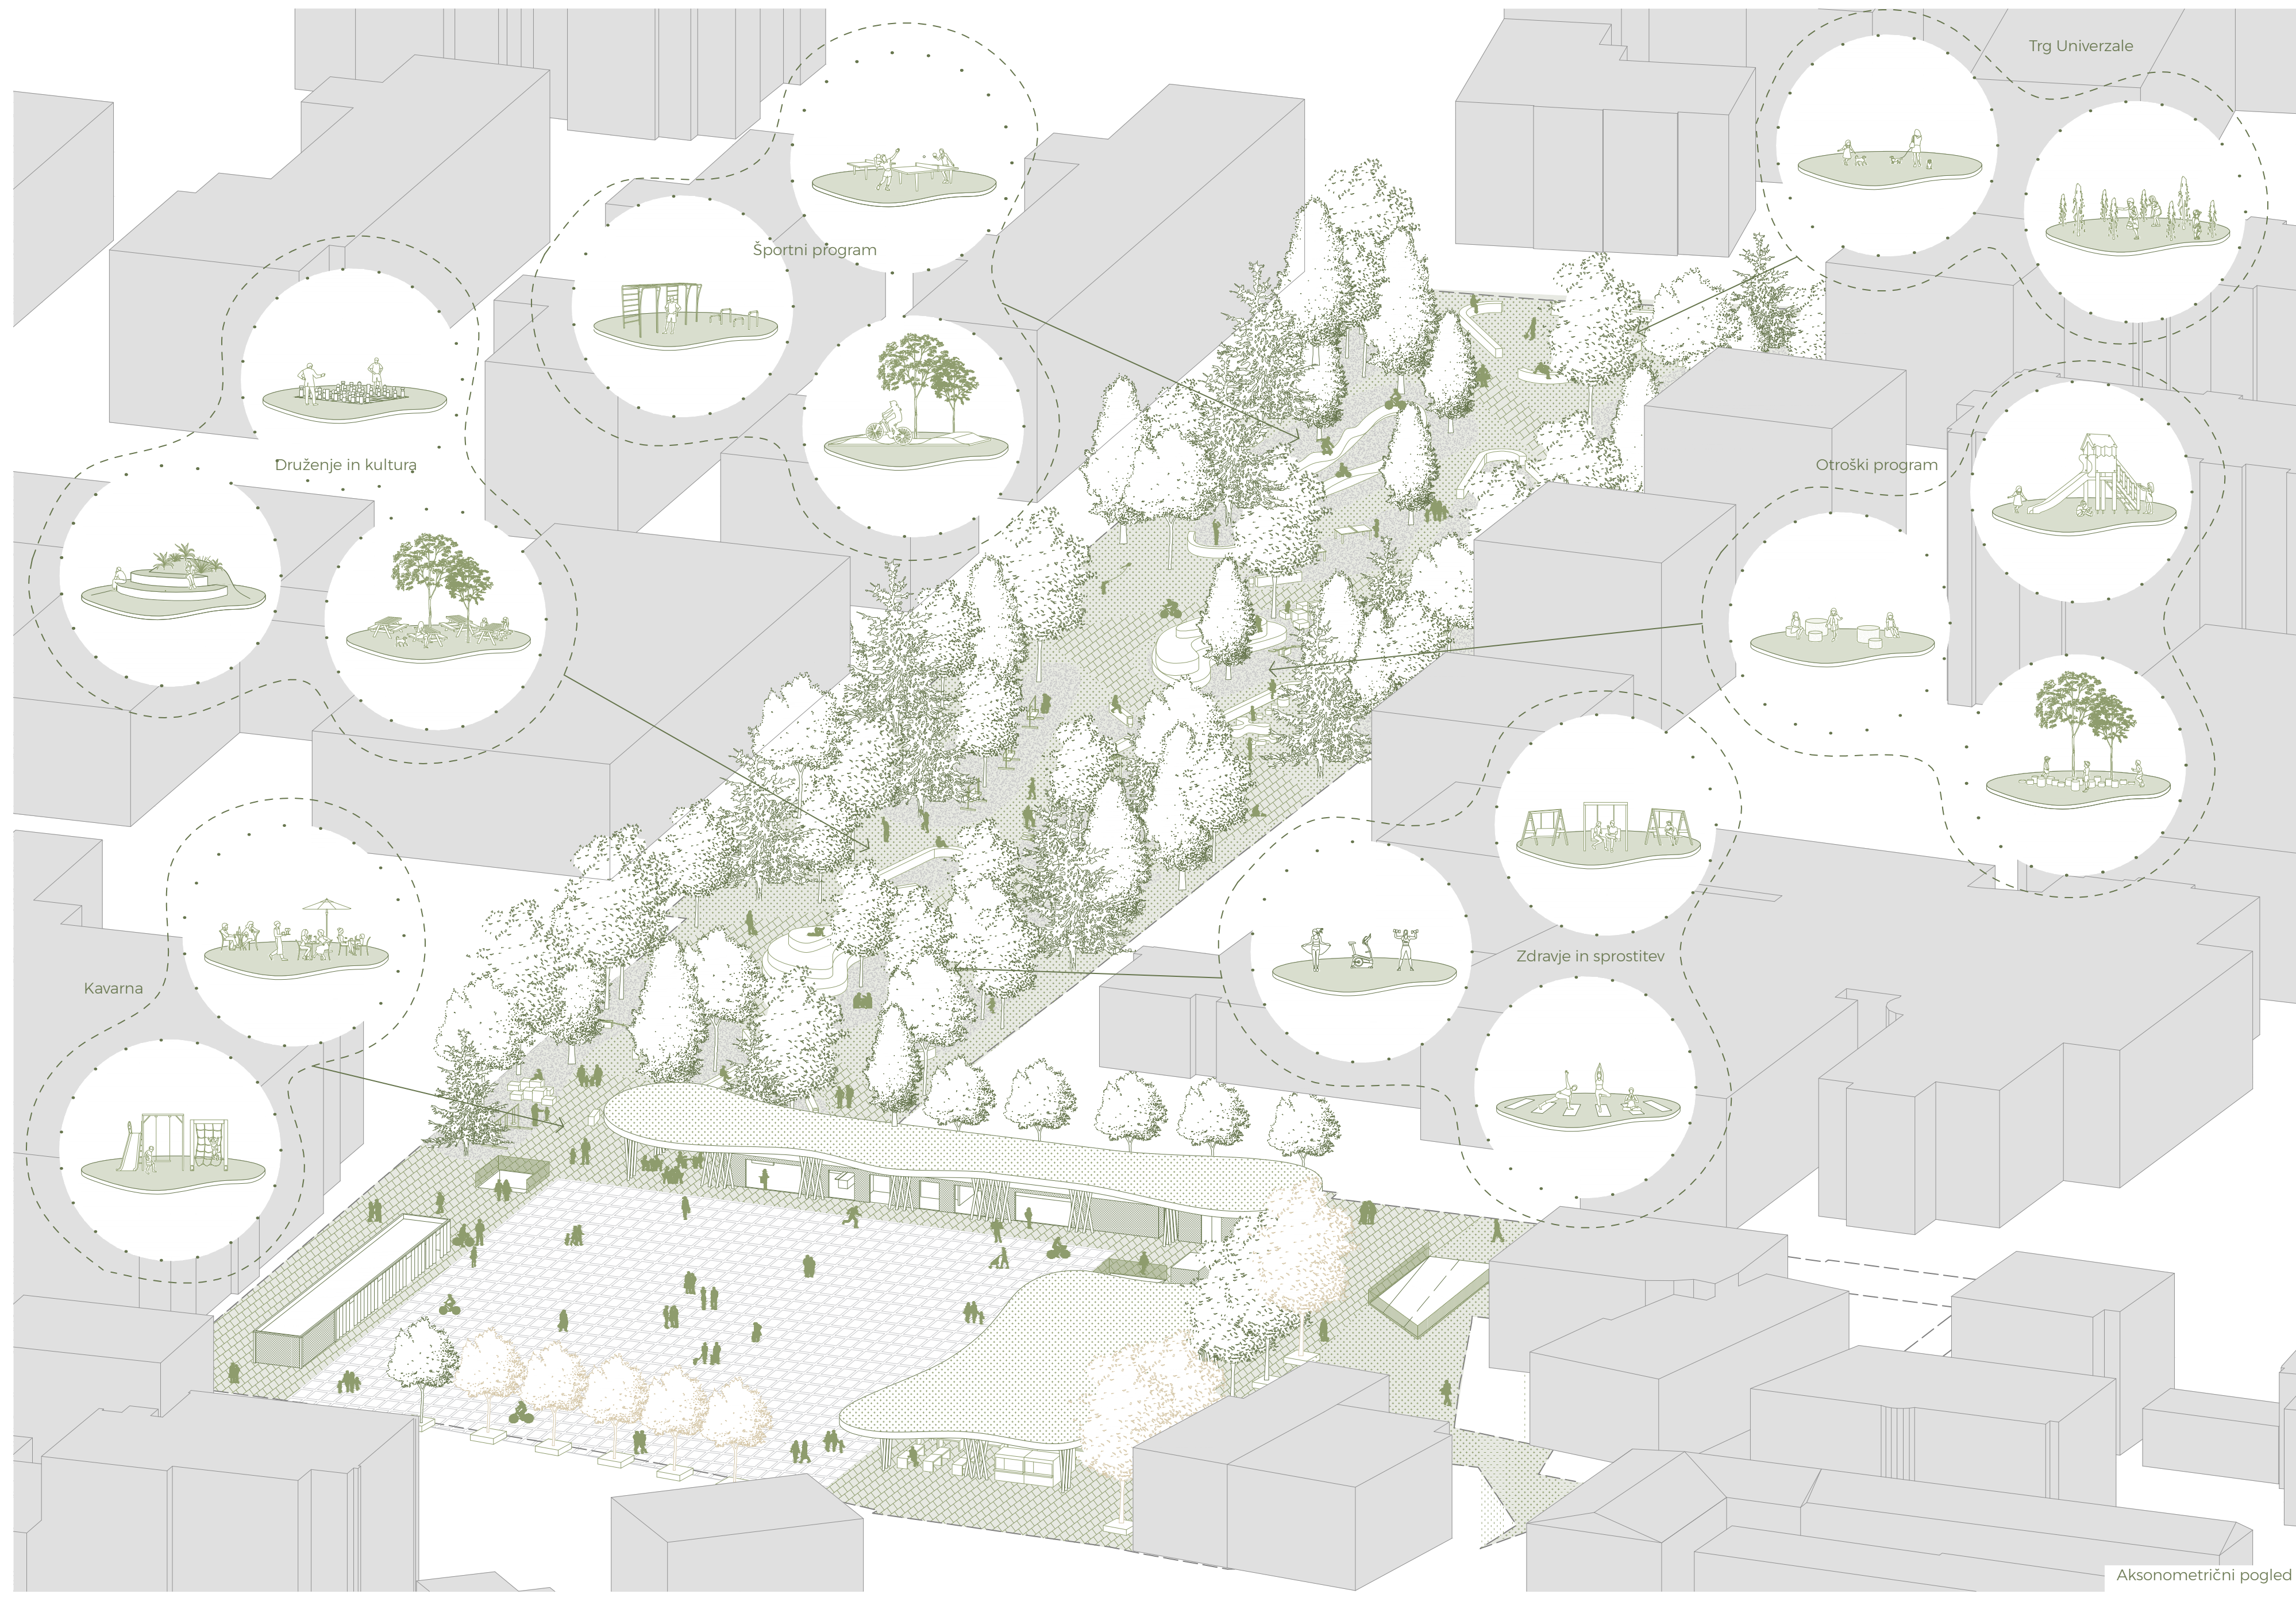 Trg Univerzale
Športni program
Druženje in kultura
Otroški program
Zdravje in sprostitev
Kavarna
Aksonometrični pogled